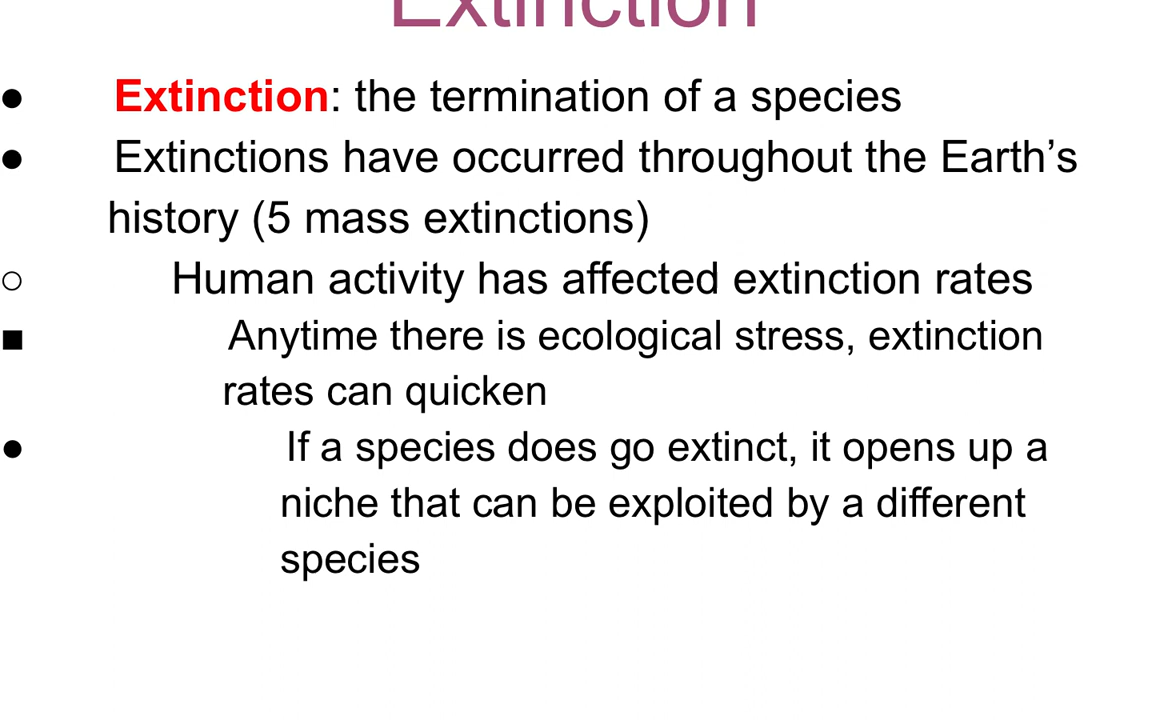 Extinction
● Extinction: the termination of a species
● Extinctions have occurred throughout the Earth’s
history (5 mass extinctions)
○ Human activity has affected extinction rates
■ Anytime there is ecological stress, extinction
rates can quicken
● If a species does go extinct, it opens up a
niche that can be exploited by a different
species